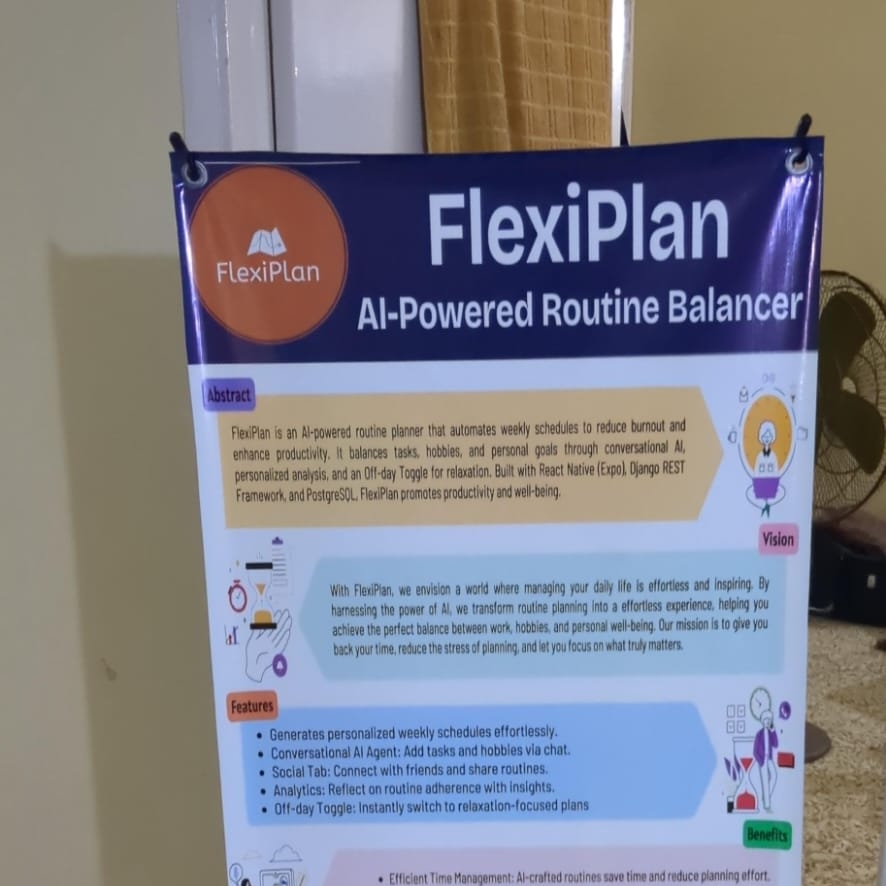 FlexiPlan
FlexiPlan
AI-Powered Routine Balancer
Abstract
FlexiPlan is an AI-powered routine planner that automates weekly schedules to reduce burnout and
enhance productivity. It balances tasks, hobbies, and personal goals through conversational AI,
personalized analysis, and an Off-day Toggle for relaxation. Built with React Native (Expo), Django REST
Framework, and PostgreSQL, FlexiPlan promotes productivity and well-being.
Vision
With FlexiPlan, we envision a world where managing your daily life is effortless and inspiring. By
harnessing the power of AI, we transform routine planning into a effortless experience, helping you
achieve the perfect balance between work, hobbies, and personal well-being. Our mission is to give you
back your time, reduce the stress of planning, and let you focus on what truly matters.
Features
• Generates personalized weekly schedules effortlessly.
• Conversational AI Agent: Add tasks and hobbies via chat.
• Social Tab: Connect with friends and share routines.
• Analytics: Reflect on routine adherence with insights.
• Off-day Toggle: Instantly switch to relaxation-focused plans
Benefits
• Efficient Time Management: AI-crafted routines save time and reduce planning effort.